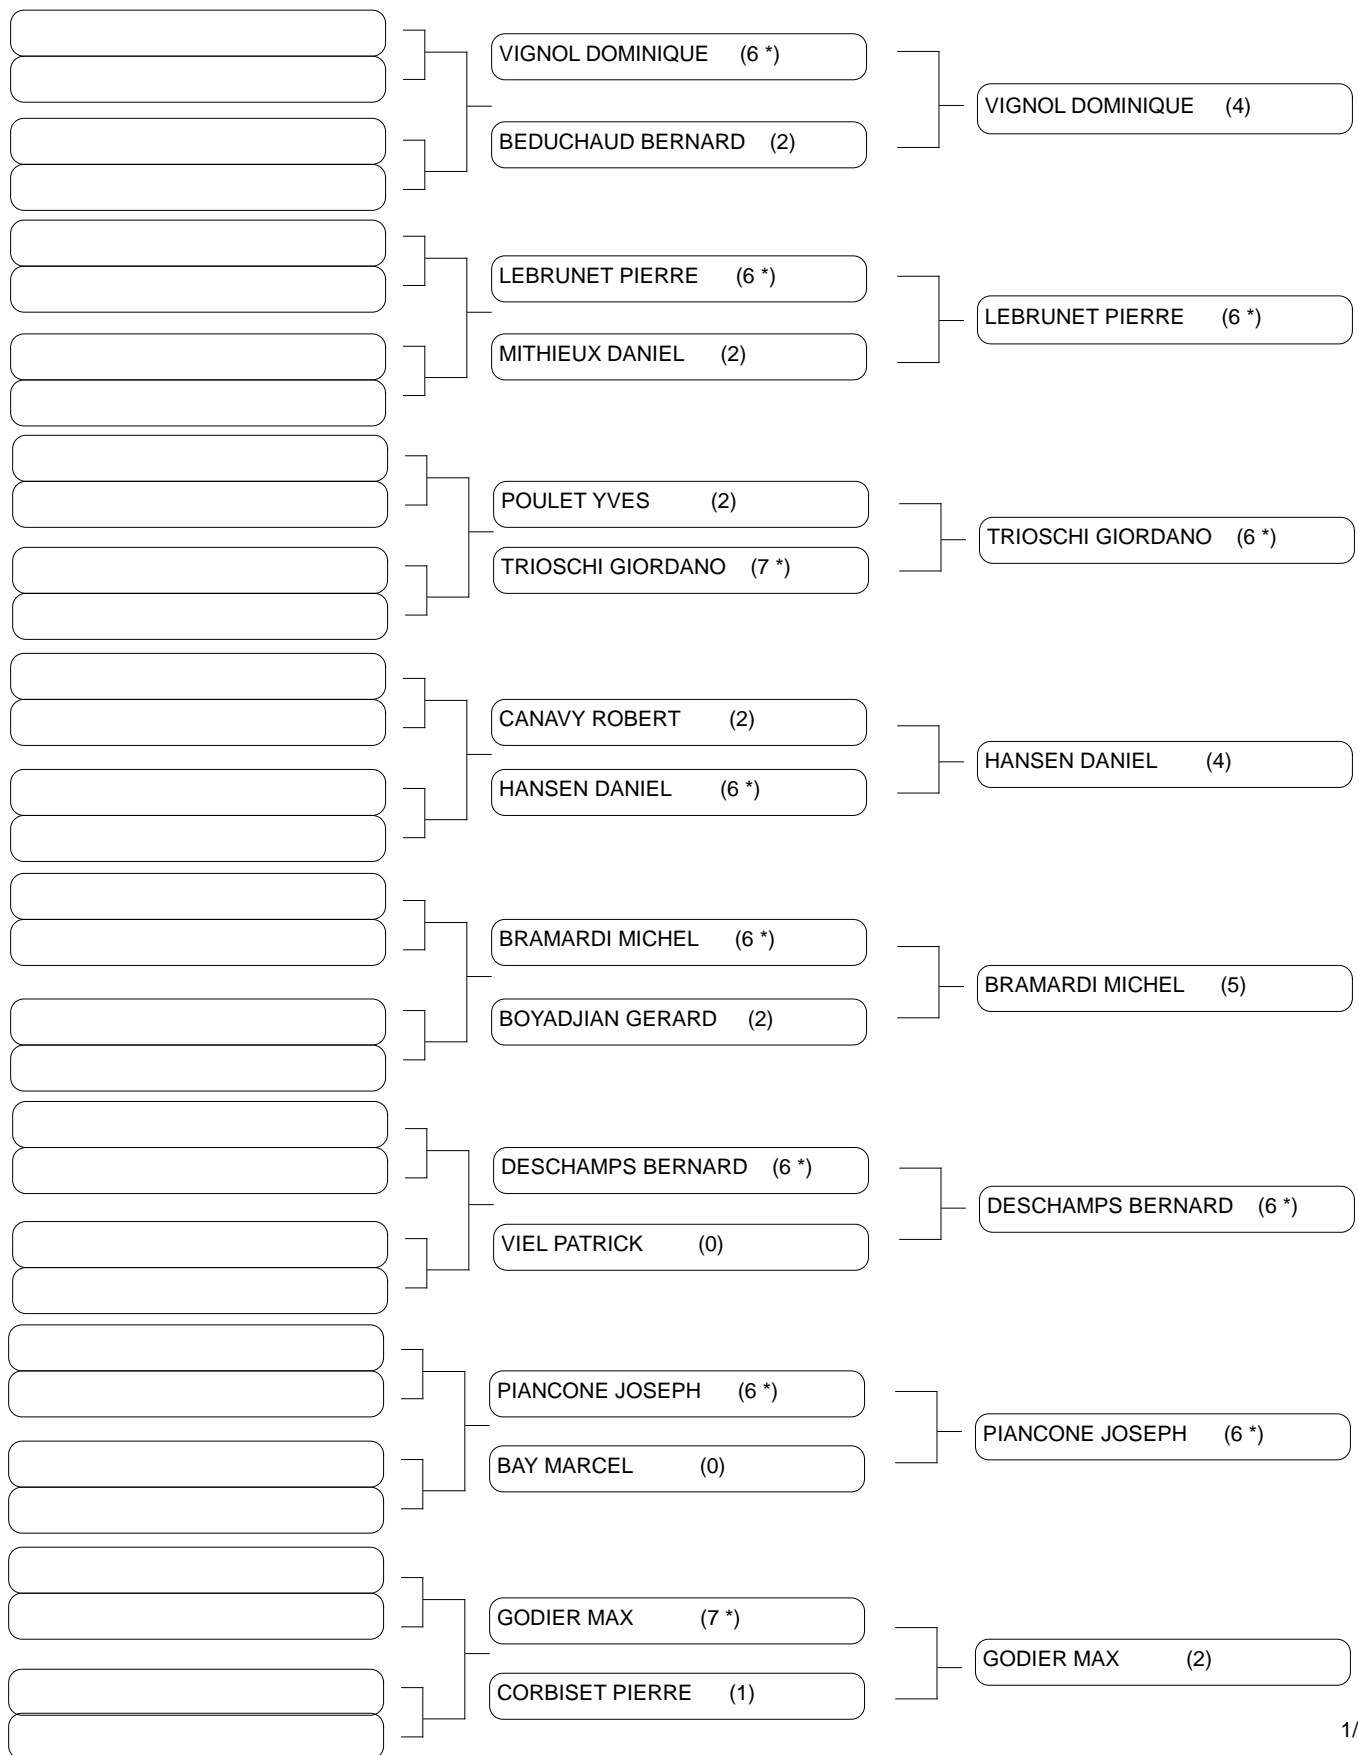 VIGNOL DOMINIQUE (6 *)
VIGNOL DOMINIQUE (4)
BEDUCHAUD BERNARD (2)
LEBRUNET PIERRE (6 *)
LEBRUNET PIERRE (6 *)
MITHIEUX DANIEL (2)
POULET YVES (2)
TRIOSCHI GIORDANO (6 *)
TRIOSCHI GIORDANO (7 *)
CANAVY ROBERT (2)
HANSEN DANIEL (4)
HANSEN DANIEL (6 *)
BRAMARDI MICHEL (6 *)
BRAMARDI MICHEL (5)
BOYADJIAN GERARD (2)
DESCHAMPS BERNARD (6 *)
DESCHAMPS BERNARD (6 *)
VIEL PATRICK (0)
PIANCONE JOSEPH (6 *)
PIANCONE JOSEPH (6 *)
BAY MARCEL (0)
GODIER MAX (7 *)
GODIER MAX (2)
CORBISET PIERRE (1)
1/